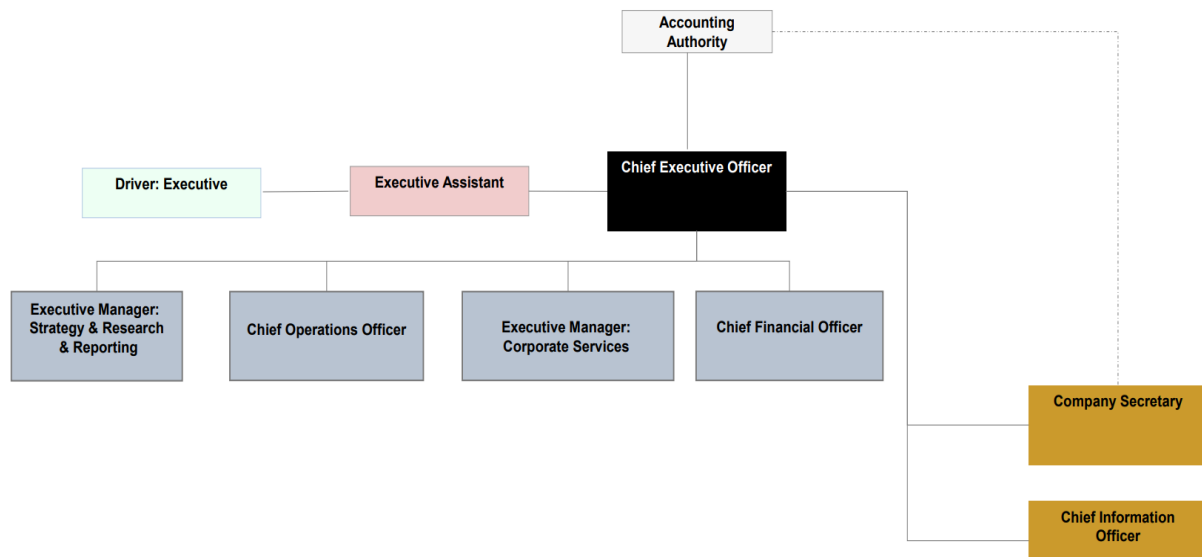 Accounting
Authority
Chief Executive Officer
Driver: Executive
Executive Assistant
Executive Manager:
Strategy & Research
& Reporting
Chief Operations Officer
Executive Manager:
Corporate Services
Chief Financial Officer
Company Secretary
Chief Information
Officer